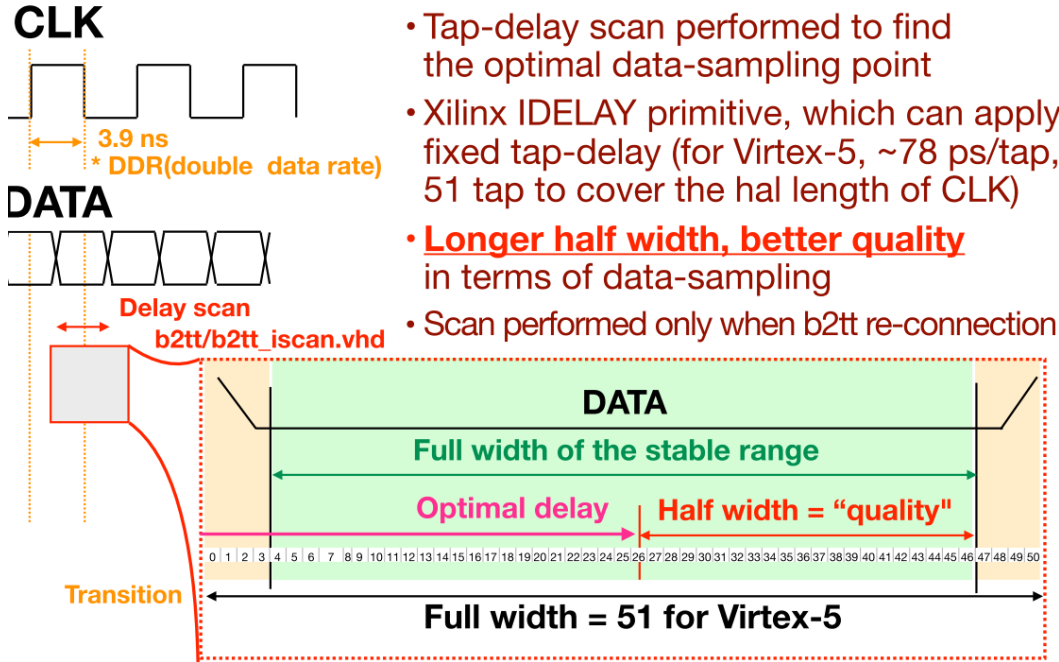 CLK
3.9 ns
* DDR(double data rate)
DATA
Delay scan
b2tt/b2tt_iscan.vhd
• Tap-delay scan performed to find
the optimal data-sampling point
• Xilinx IDELAY primitive, which can apply
fixed tap-delay (for Virtex-5, ~78 ps/tap,
51 tap to cover the hal length of CLK)
• Longer half width, better quality
in terms of data-sampling
• Scan performed only when b2tt re-connection
DATA
Full width of the stable range
Optimal delay
Half width = “quality"
0 1 2 3 4 5 6 7 8 9 10 11 12 13 14 15 16 17 18 19 20 21 22 23 24 25 26 27 28 29 30 31 32 33 34 35 36 37 38 39 40 41 42 43 44 45 46 47 48 49 50
Transition
Full width = 51 for Virtex-5